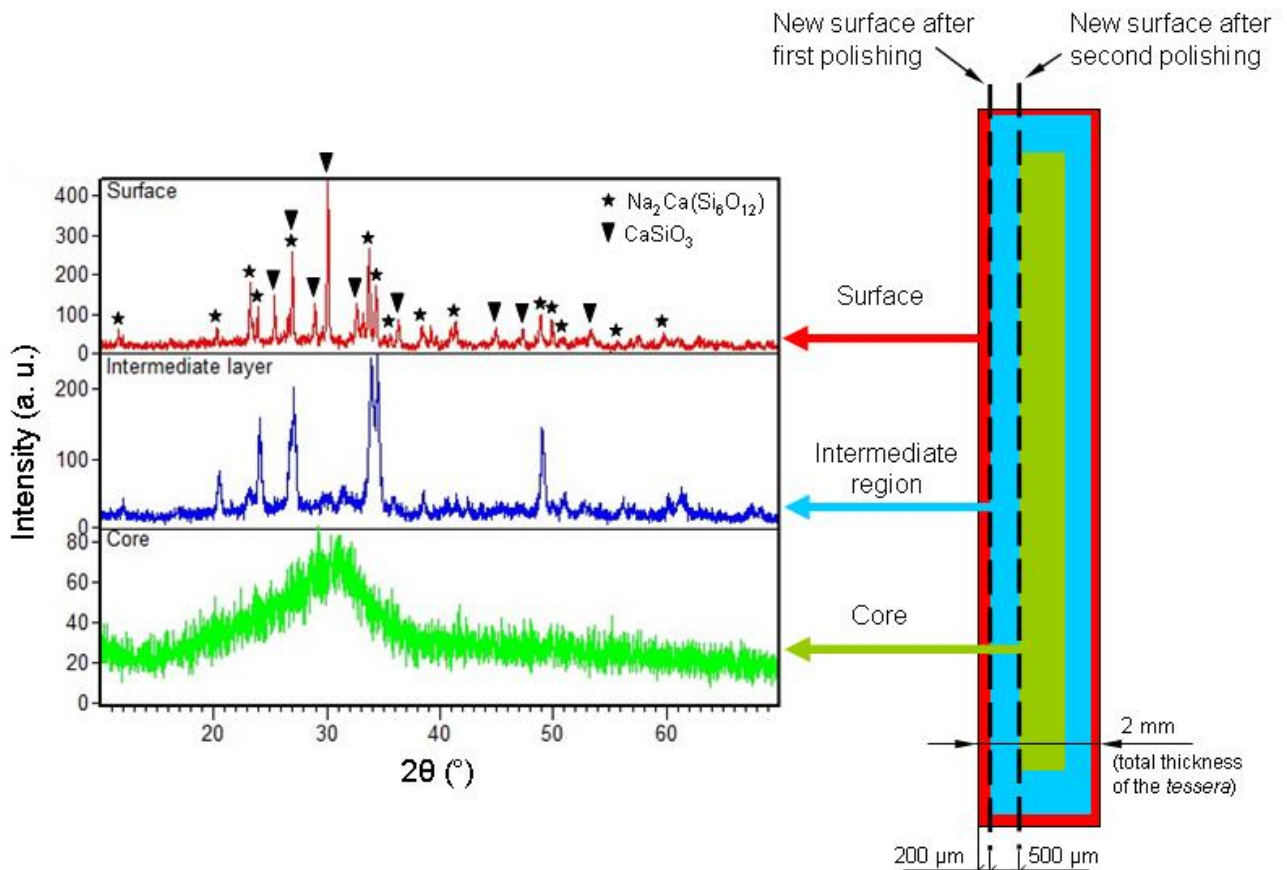 New surface after
first polishing
New surface after
second polishing
Surface
★ Na₂Ca(Si₆O₁₂)
▼ CaSiO₃
400
300
200
100
0
Surface
Intermediate layer
200
100
0
Intermediate
region
Core
80
60
40
20
0
Core
Intensity (a. u.)
20 30 40 50 60
2θ (°)
2 mm
(total thickness
of the tessera)
200 µm
500 µm